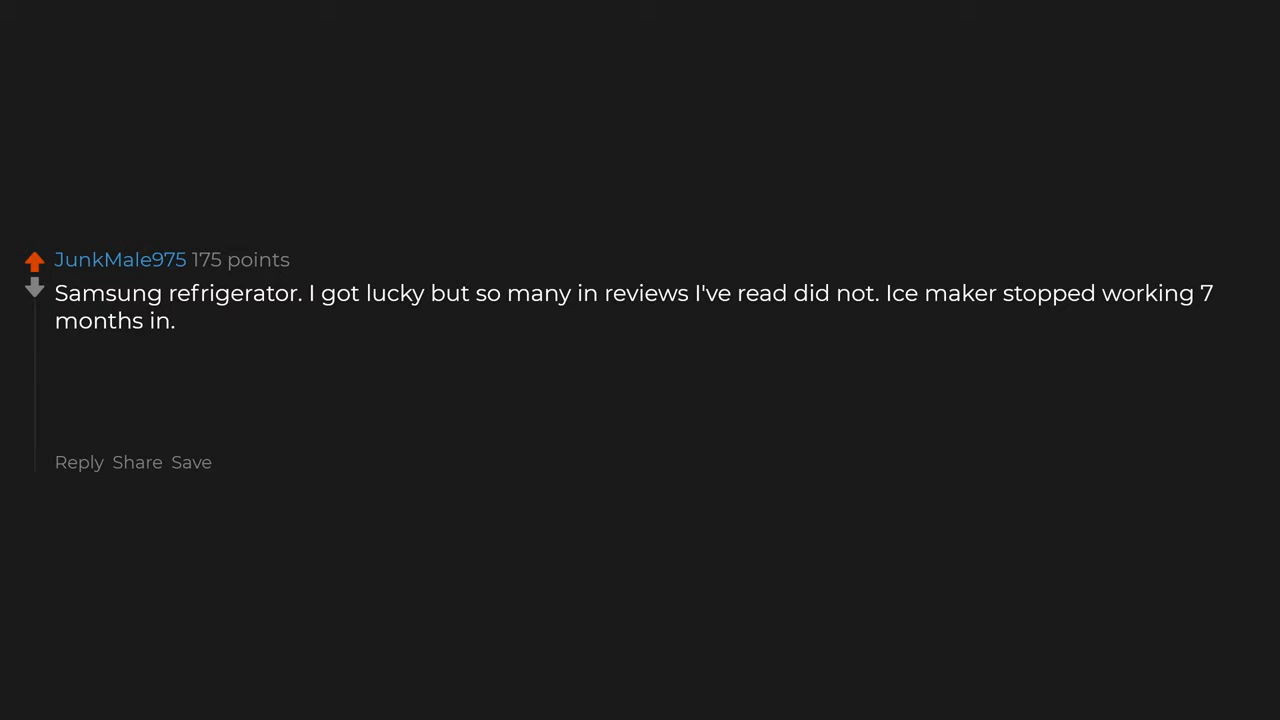 JunkMale975 175 points
Samsung refrigerator. I got lucky but so many in reviews I've read did not. Ice maker stopped working 7
months in.
Reply Share Save